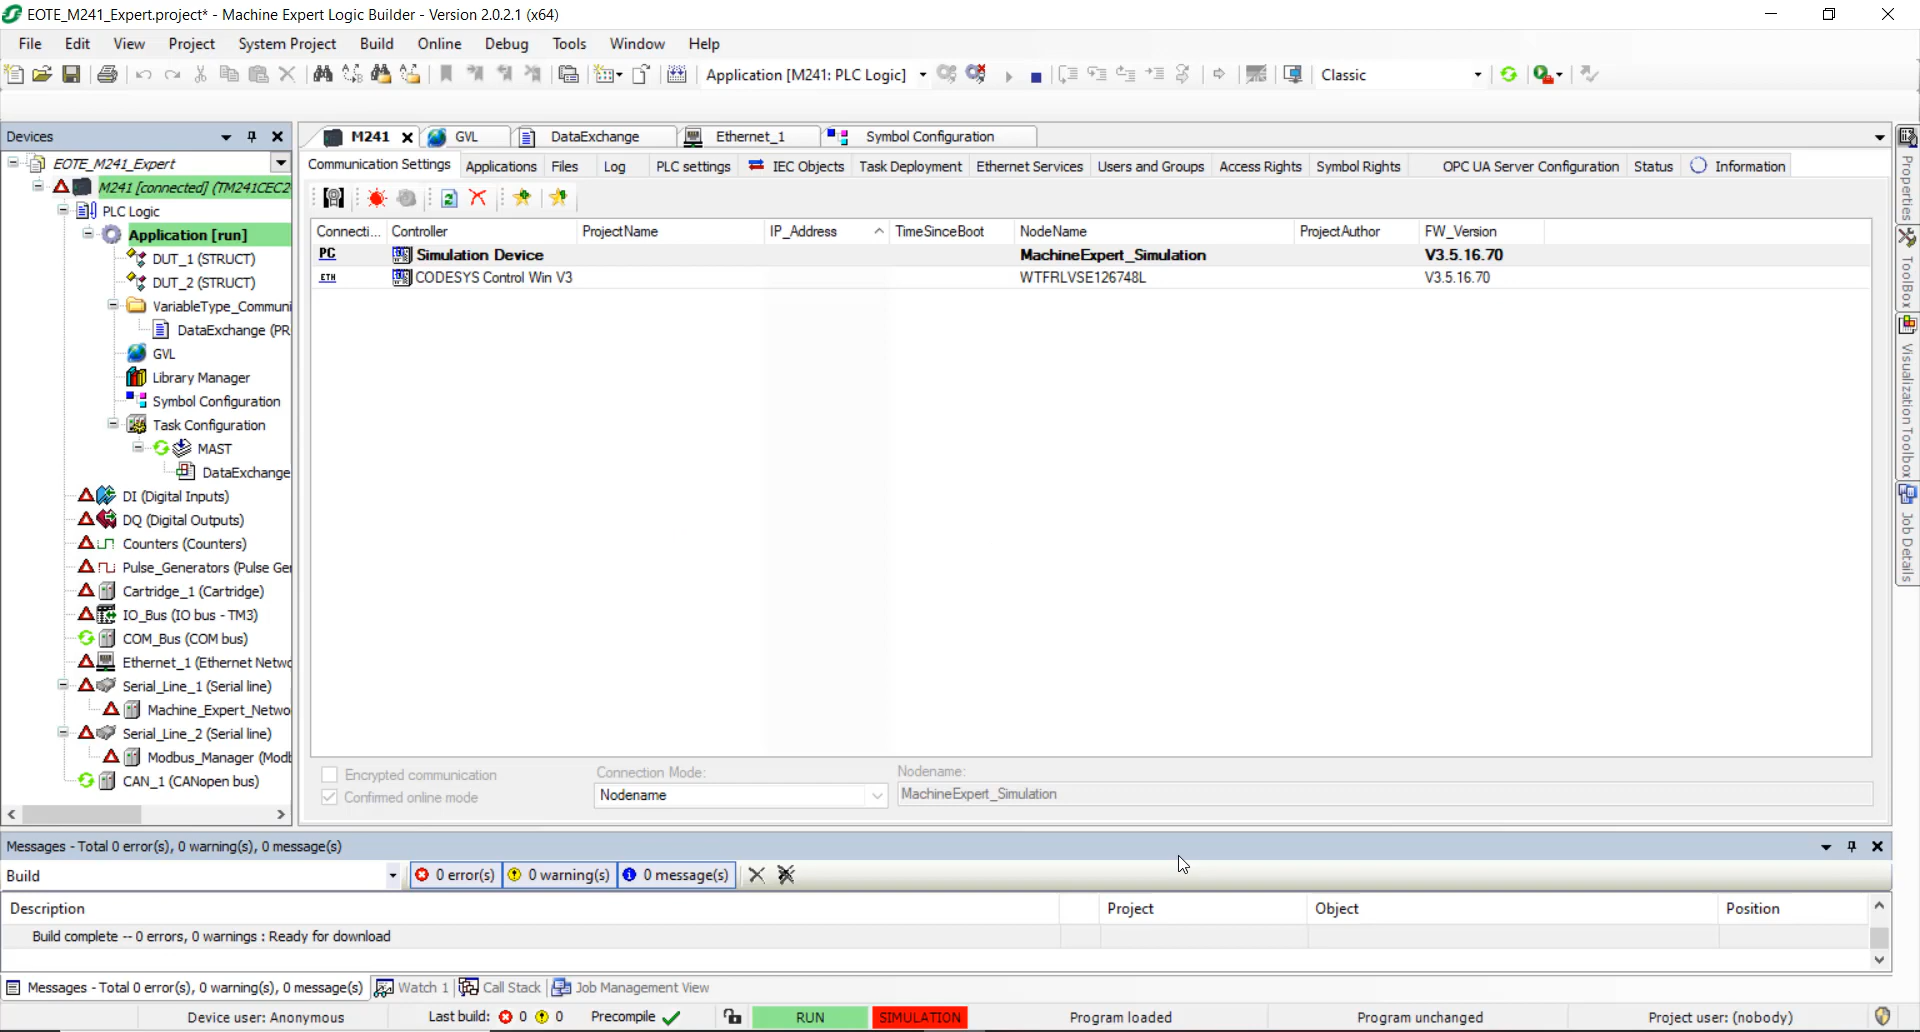 EOTE_M241_Expert.project* - Machine Expert Logic Builder - Version 2.0.2.1 (x64)
File Edit View Project System Project Build Online Debug Tools Window Help
Application [M241: PLC Logic]
Classic
Devices
EOTE_M241_Expert
M241 [connected] (TM241CEC2
PLC Logic
Application [run]
DUT_1 (STRUCT)
DUT_2 (STRUCT)
VariableType_Communi
DataExchange (PR
GVL
Library Manager
Symbol Configuration
Task Configuration
MAST
DataExchange
DI (Digital Inputs)
DQ (Digital Outputs)
Counters (Counters)
Pulse_Generators (Pulse Ge
Cartridge_1 (Cartridge)
IO_Bus (IO bus - TM3)
COM_Bus (COM bus)
Ethernet_1 (Ethernet Netwo
Serial_Line_1 (Serial line)
Machine_Expert_Netwo
Serial_Line_2 (Serial line)
Modbus_Manager (Modb
CAN_1 (CANopen bus)
M241 GVL DataExchange Ethernet_1 Symbol Configuration
Communication Settings Applications Files Log PLC settings IEC Objects Task Deployment Ethernet Services Users and Groups Access Rights Symbol Rights OPC UA Server Configuration Status Information
Connecti... Controller ProjectName IP_Address TimeSinceBoot NodeName ProjectAuthor FW_Version
PC Simulation Device MachineExpert_Simulation V3.5.16.70
ETH CODESYS Control Win V3 WTFRLVSE126748L V3.5.16.70
Encrypted communication
Confirmed online mode
Connection Mode:
Nodename
Nodename:
MachineExpert_Simulation
Properties
ToolBox
Visualization Toolbox
Job Details
Messages - Total 0 error(s), 0 warning(s), 0 message(s)
Build 0 error(s) 0 warning(s) 0 message(s)
Description Project Object Position
Build complete -- 0 errors, 0 warnings : Ready for download
Messages - Total 0 error(s), 0 warning(s), 0 message(s) Watch 1 Call Stack Job Management View
Device user: Anonymous Last build: 0 0 Precompile RUN SIMULATION Program loaded Program unchanged Project user: (nobody)